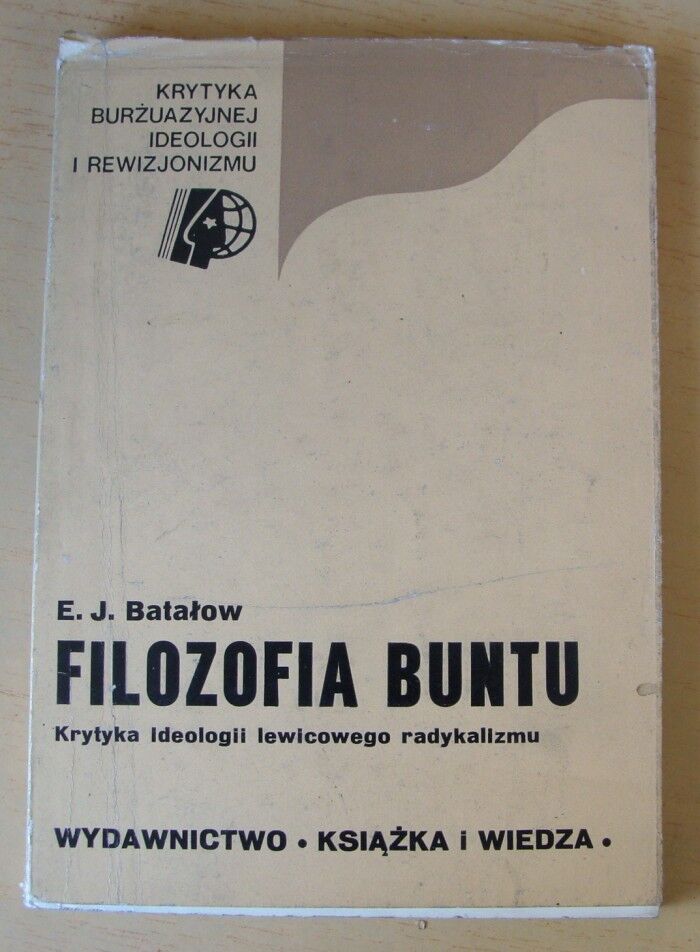 KRYTYKA
BURŻUAZYJNEJ
IDEOLOGII
I REWIZJONIZMU
E. J. Batałow
FILOZOFIA BUNTU
Krytyka Ideologii lewicowego radykalizmu
WYDAWNICTWO • KSIĄŻKA i WIEDZA •